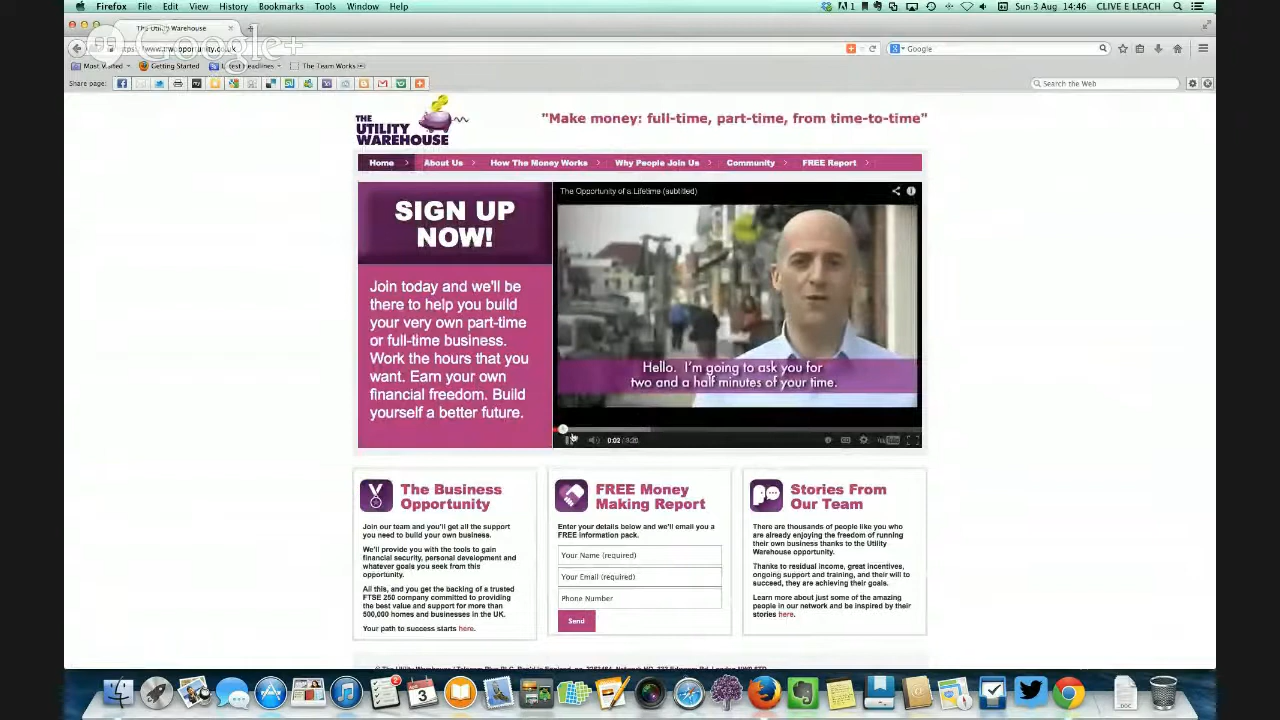 Firefox File Edit View History Bookmarks Tools Window Help
1 Sun 3 Aug 14:46 CLIVE E LEACH
The Utility Warehouse
Google+
Google
Most Visited Getting Started Latest Headlines The Team Works
Share page:
Search the Web
THE UTILITY WAREHOUSE
"Make money: full-time, part-time, from time-to-time"
Home About Us How The Money Works Why People Join Us Community FREE Report
SIGN UP
NOW!
Join today and we'll be
there to help you build
your very own part-time
or full-time business.
Work the hours that you
want. Earn your own
financial freedom. Build
yourself a better future.
The Opportunity of a Lifetime (subtitled)
Hello. I'm going to ask you for
two and a half minutes of your time.
0:02
The Business
Opportunity
Join our team and you'll get all the support
you need to build your own business.
We'll provide you with the tools to gain
financial security, personal development and
whatever goals you seek from this
opportunity.
All this, and you get the backing of a trusted
FTSE 250 company committed to providing
the best value and support for more than
500,000 homes and businesses in the UK.
Your path to success starts here.
FREE Money
Making Report
Enter your details below and we'll email you a
FREE information pack.
Your Name (required)
Your Email (required)
Phone Number
Send
Stories From
Our Team
There are thousands of people like you who
are already enjoying the freedom of running
their own business thanks to the Utility
Warehouse opportunity.
Thanks to residual income, great incentives,
ongoing support and training, and their will to
succeed, they are achieving their goals.
Learn more about just some of the amazing
people in our network and be inspired by their
stories here.
2
3